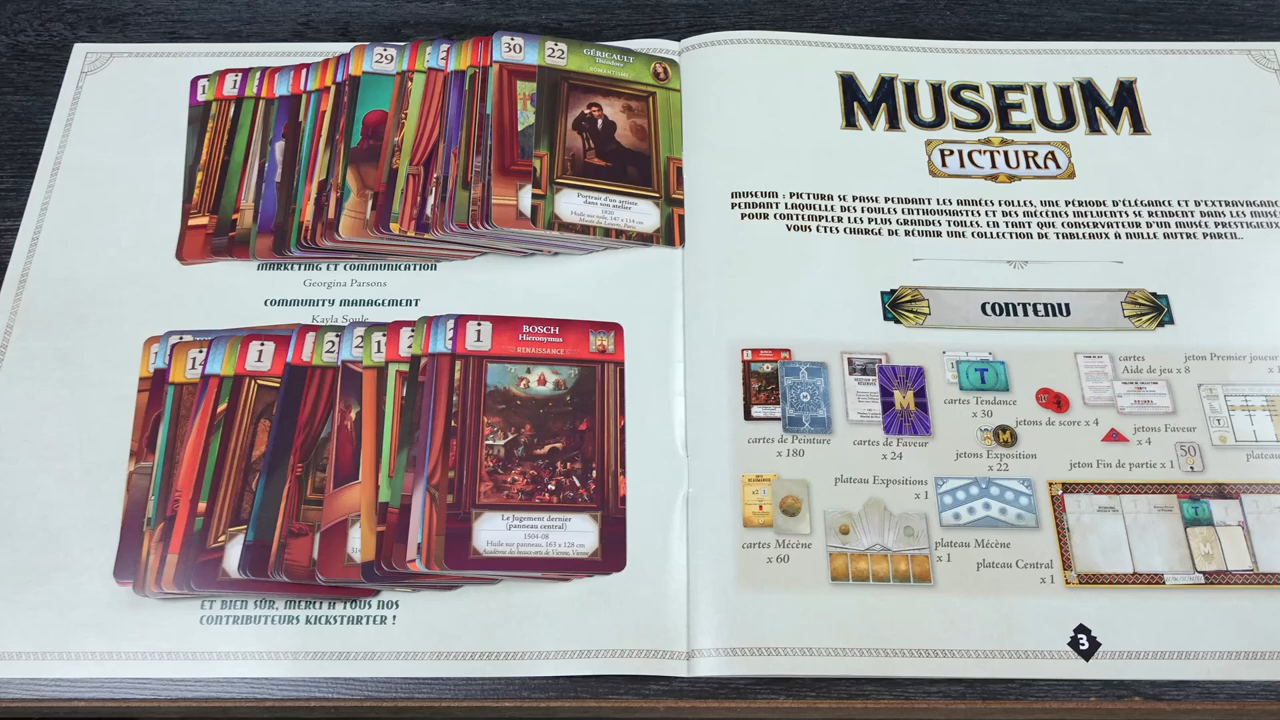 29
30
22
GÉRICAULT
Théodore
ROMANTISME
Portrait d'un artiste
dans son atelier
1820
Huile sur toile, 147 x 114 cm
Musée du Louvre, Paris
MARKETING ET COMMUNICATION
Georgina Parsons
COMMUNITY MANAGEMENT
Kayla Soule
1
1
BOSCH
Hieronymus
RENAISSANCE
Le Jugement dernier
(panneau central)
1504-08
Huile sur panneau, 163 x 128 cm
Académie des beaux-arts de Vienne, Vienne
ET BIEN SÛR, MERCI À TOUS NOS
CONTRIBUTEURS KICKSTARTER !
MUSEUM
PICTURA
MUSEUM : PICTURA SE PASSE PENDANT LES ANNÉES FOLLES, UNE PÉRIODE D'ÉLÉGANCE ET D'EXTRAVAGAN
PENDANT LAQUELLE DES FOULES ENTHOUSIASTES ET DES
POUR CONTEMPLER LES PLUS GRANDES TOILES. EN TANT QUE CONSERVATEUR D'UN MUSÉE PRESTIGIEUX
VOUS ÊTES CHARGÉ DE RÉUNIR UNE COLLECTION DE TABLEAUX À NULLE AUTRE PAREIL..
CONTENU
cartes de Peinture
x 180
cartes de Faveur
x 24
cartes Tendance
x 30
jetons de score x 4
jetons Exposition
x 22
cartes
Aide de jeu x 8
jeton Premier joueur
jetons Faveur
x 4
jeton Fin de partie x 1
50
plateau
cartes Mécène
x 60
plateau Expositions
x 1
plateau Mécène
x 1
plateau Central
x 1
3